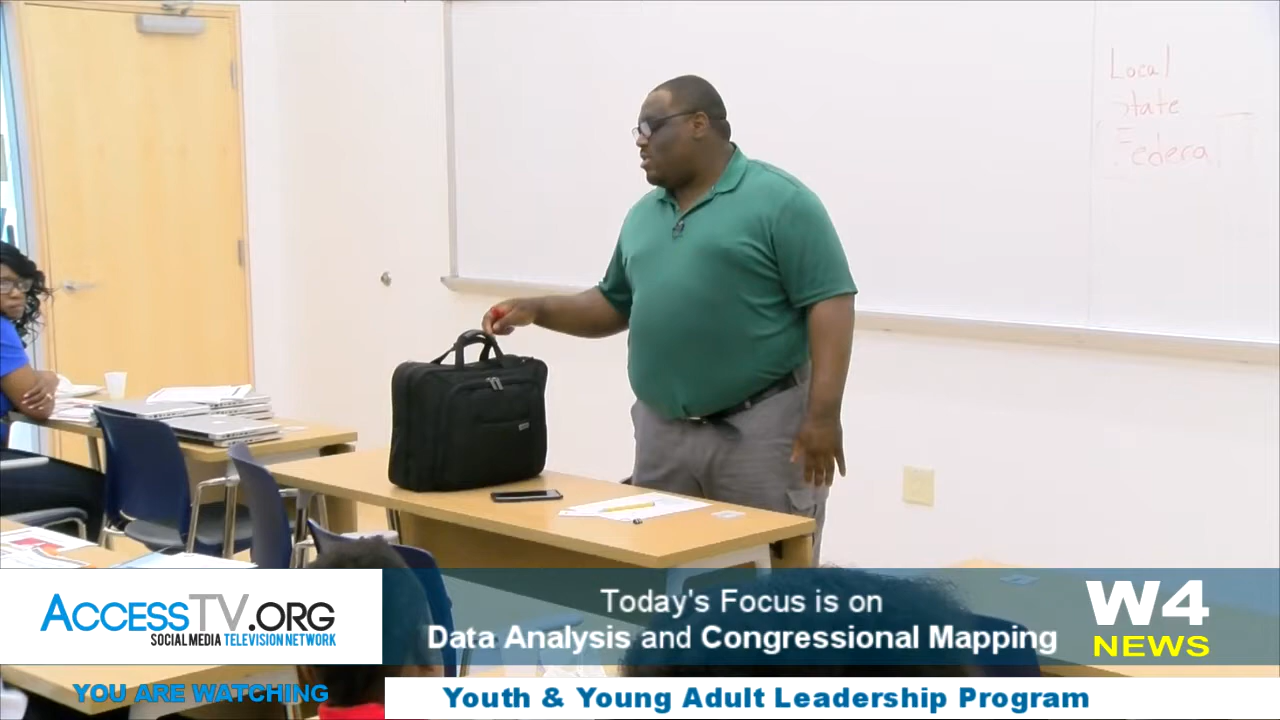 Local
State
Federal
ACCESSTV.ORG
SOCIAL MEDIA TELEVISION NETWORK
Today's Focus is on
Data Analysis and Congressional Mapping
W4
NEWS
YOU ARE WATCHING
Youth & Young Adult Leadership Program